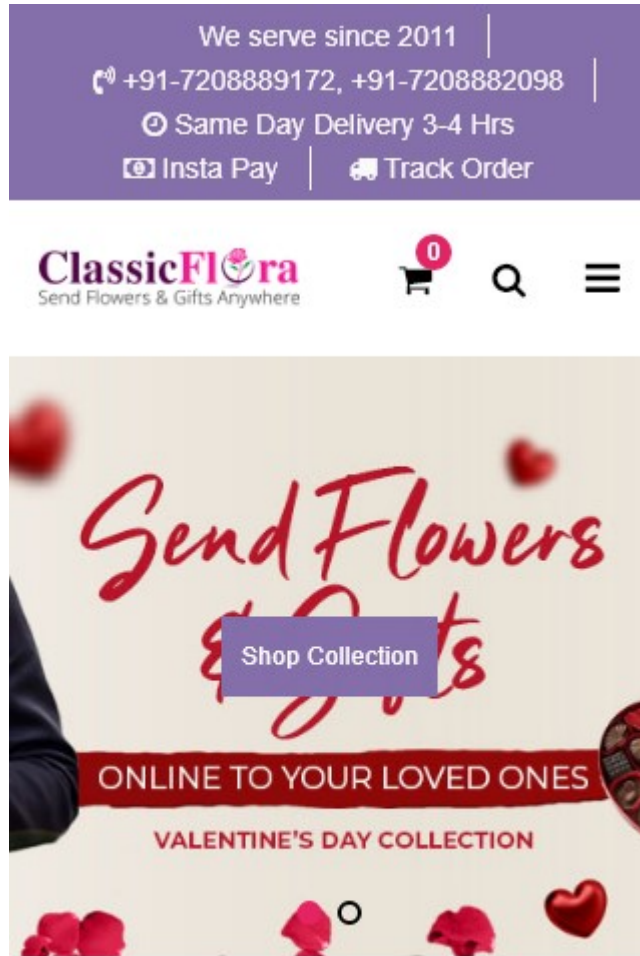 We serve since 2011
+91-7208889172, +91-7208882098
Same Day Delivery 3-4 Hrs
Insta Pay
Track Order
ClassicFlora
Send Flowers & Gifts Anywhere
0
Send Flowers
& Gifts
Shop Collection
ONLINE TO YOUR LOVED ONES
VALENTINE'S DAY COLLECTION